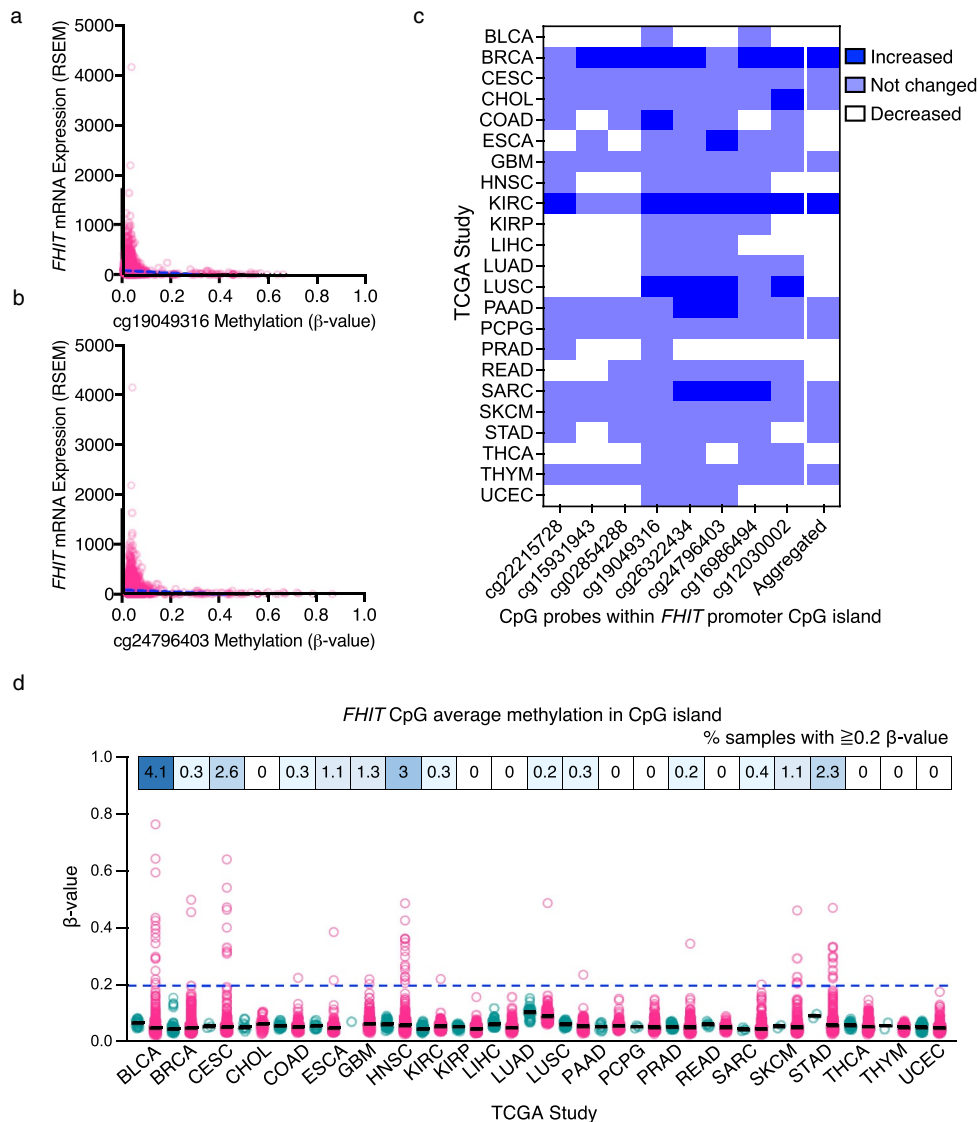 a
5000
4000
3000
2000
1000
0
FHIT mRNA Expression (RSEM)
0.0 0.2 0.4 0.6 0.8 1.0
cg19049316 Methylation (β-value)
b
5000
4000
3000
2000
1000
0
FHIT mRNA Expression (RSEM)
0.0 0.2 0.4 0.6 0.8 1.0
cg24796403 Methylation (β-value)
c
TCGA Study
BLCA
BRCA
CESC
CHOL
COAD
ESCA
GBM
HNSC
KIRC
KIRP
LIHC
LUAD
LUSC
PAAD
PCPG
PRAD
READ
SARC
SKCM
STAD
THCA
THYM
UCEC
Increased
Not changed
Decreased
cg22215728
cg15931943
cg02854288
cg19049316
cg26322434
cg24796403
cg16986494
cg12030002
Aggregated
CpG probes within FHIT promoter CpG island
d
FHIT CpG average methylation in CpG island
% samples with ≧0.2 β-value
4.1 0.3 2.6 0 0.3 1.1 1.3 3 0.3 0 0 0.2 0.3 0 0 0.2 0 0.4 1.1 2.3 0 0 0
1.0
0.8
0.6
0.4
0.2
0.0
β-value
BLCA BRCA CESC CHOL COAD ESCA GBM HNSC KIRC KIRP LIHC LUAD LUSC PAAD PCPG PRAD READ SARC SKCM STAD THCA THYM UCEC
TCGA Study